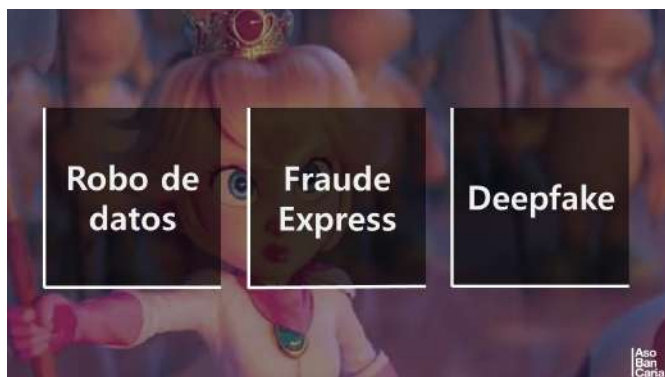 Robo de
datos
Fraude
Express
Deepfake
Aso
Ban
Caria